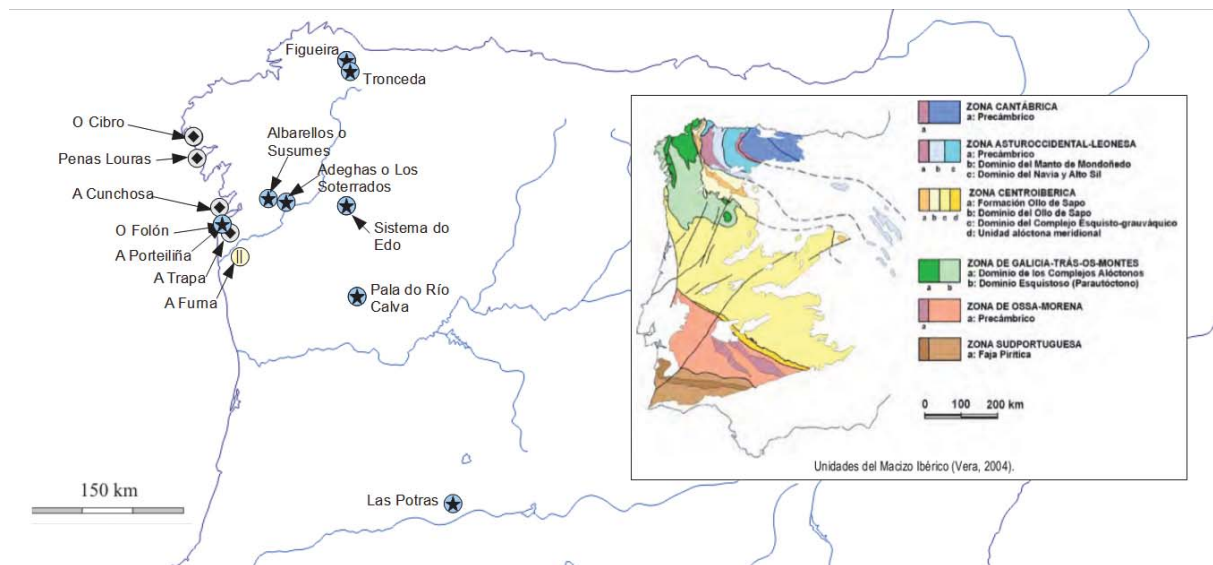 Figueira
Tronceda
O Cibro
Penas Louras
A Cunchosa
Albarellos o
Susumes
Adeghas o Los
Soterrados
O Folón
A Porteiliña
A Trapa
A Furna
Sistema do
Edo
Pala do Río
Calva
Las Potras
150 km
ZONA CANTÁBRICA
a: Precámbrico
a
ZONA ASTUROCCIDENTAL-LEONESA
a: Precámbrico
b: Dominio del Manto de Mondoñedo
c: Dominio del Navia y Alto Sil
a b c
ZONA CENTROIBERICA
a: Formación Ollo de Sapo
b: Dominio del Ollo de Sapo
c: Dominio del Complejo Esquisto-grauváquico
d: Unidad alóctona meridional
a b c d
ZONA DE GALICIA-TRÁS-OS-MONTES
a: Dominio de los Complejos Alóctonos
b: Dominio Esquistoso (Parautóctono)
a b
ZONA DE OSSA-MORENA
a: Precámbrico
a
ZONA SUDPORTUGUESA
a: Faja Pirítica
a
0 100 200 km
Unidades del Macizo Ibérico (Vera, 2004).